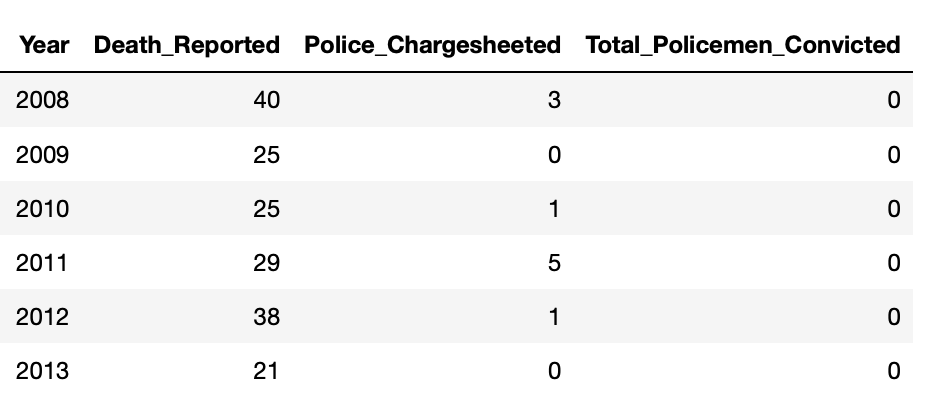 Year Death_Reported Police_Chargesheeted Total_Policemen_Convicted
2008 40 3 0
2009 25 0 0
2010 25 1 0
2011 29 5 0
2012 38 1 0
2013 21 0 0